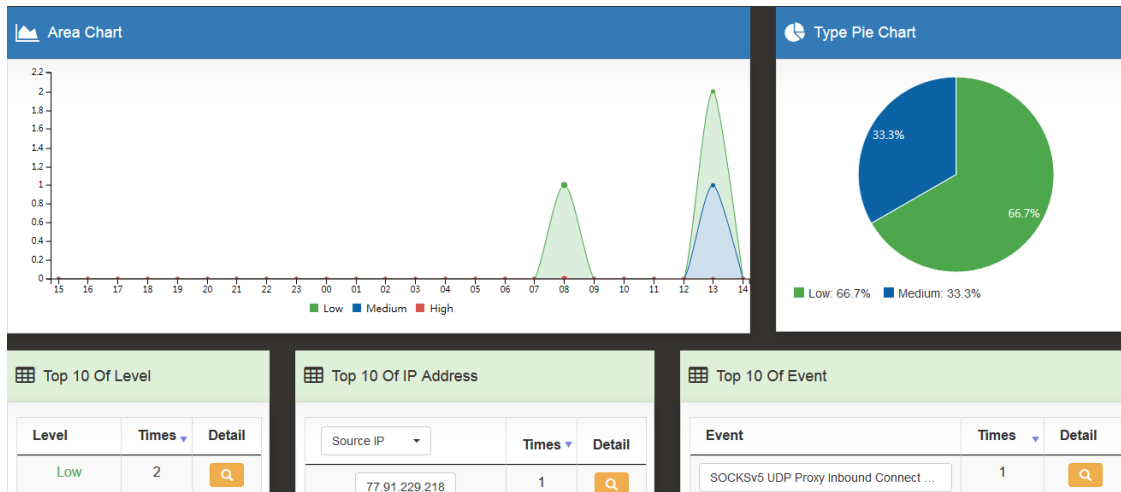 Area Chart
2.2
2
1.8
1.6
1.4
1.2
1
0.8
0.6
0.4
0.2
0
15 16 17 18 19 20 21 22 23 00 01 02 03 04 05 06 07 08 09 10 11 12 13 14
Low Medium High
Type Pie Chart
33.3%
66.7%
Low: 66.7% Medium: 33.3%
Top 10 Of Level
Level Times Detail
Low 2
Top 10 Of IP Address
Source IP Times Detail
77.91.229.218 1
Top 10 Of Event
Event Times Detail
SOCKSv5 UDP Proxy Inbound Connect ... 1